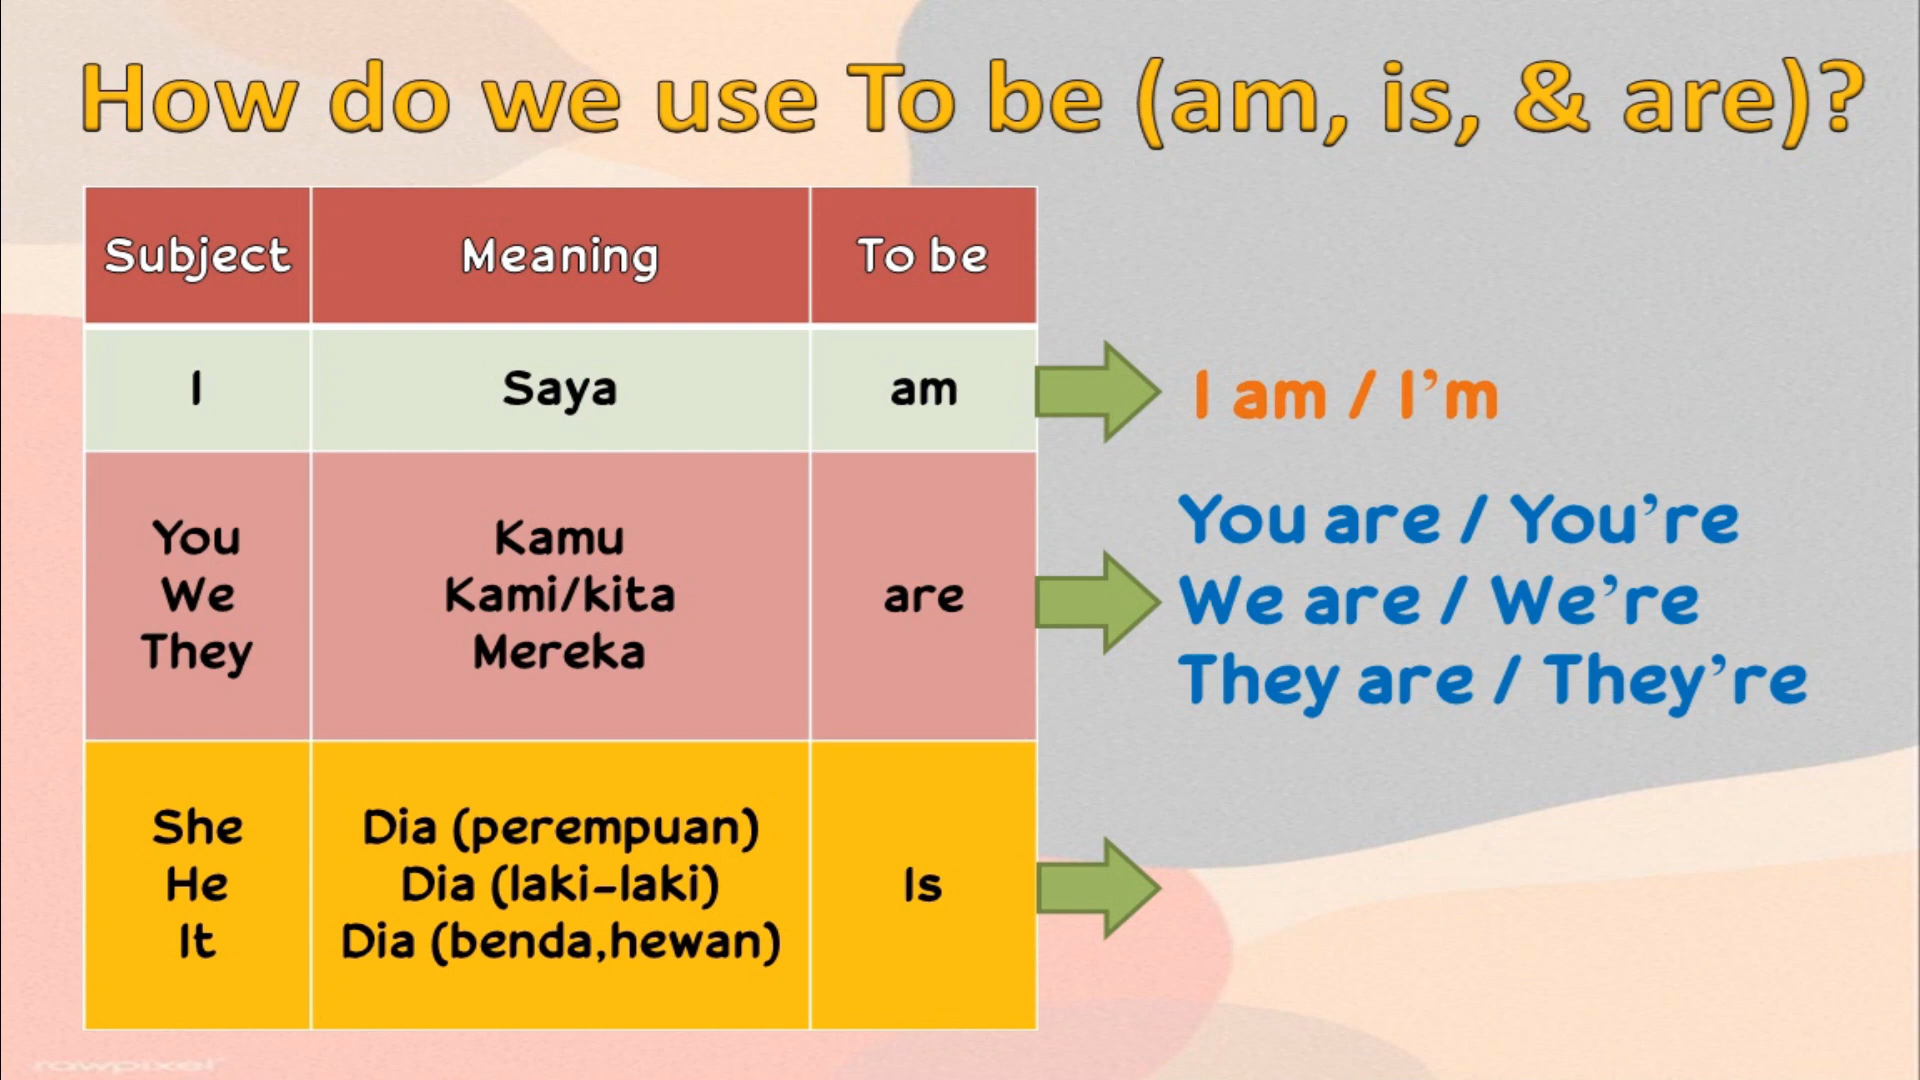 How do we use To be (am, is, & are)?
Subject Meaning To be
I Saya am
I am / I'm
You Kamu
We Kami/kita are
They Mereka
You are / You're
We are / We're
They are / They're
She Dia (perempuan)
He Dia (laki-laki) Is
It Dia (benda,hewan)
rawpixel